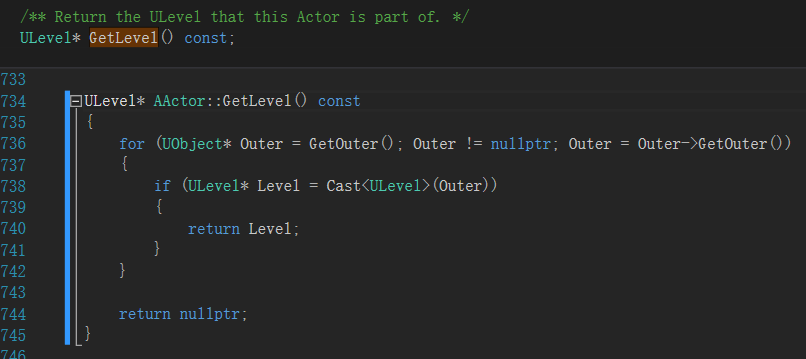 /** Return the ULevel that this Actor is part of. */
ULevel* GetLevel() const;
733
734 ULevel* AActor::GetLevel() const
735 {
736 for (UObject* Outer = GetOuter(); Outer != nullptr; Outer = Outer->GetOuter())
737 {
738 if (ULevel* Level = Cast<ULevel>(Outer))
739 {
740 return Level;
741 }
742 }
743
744 return nullptr;
745 }
746